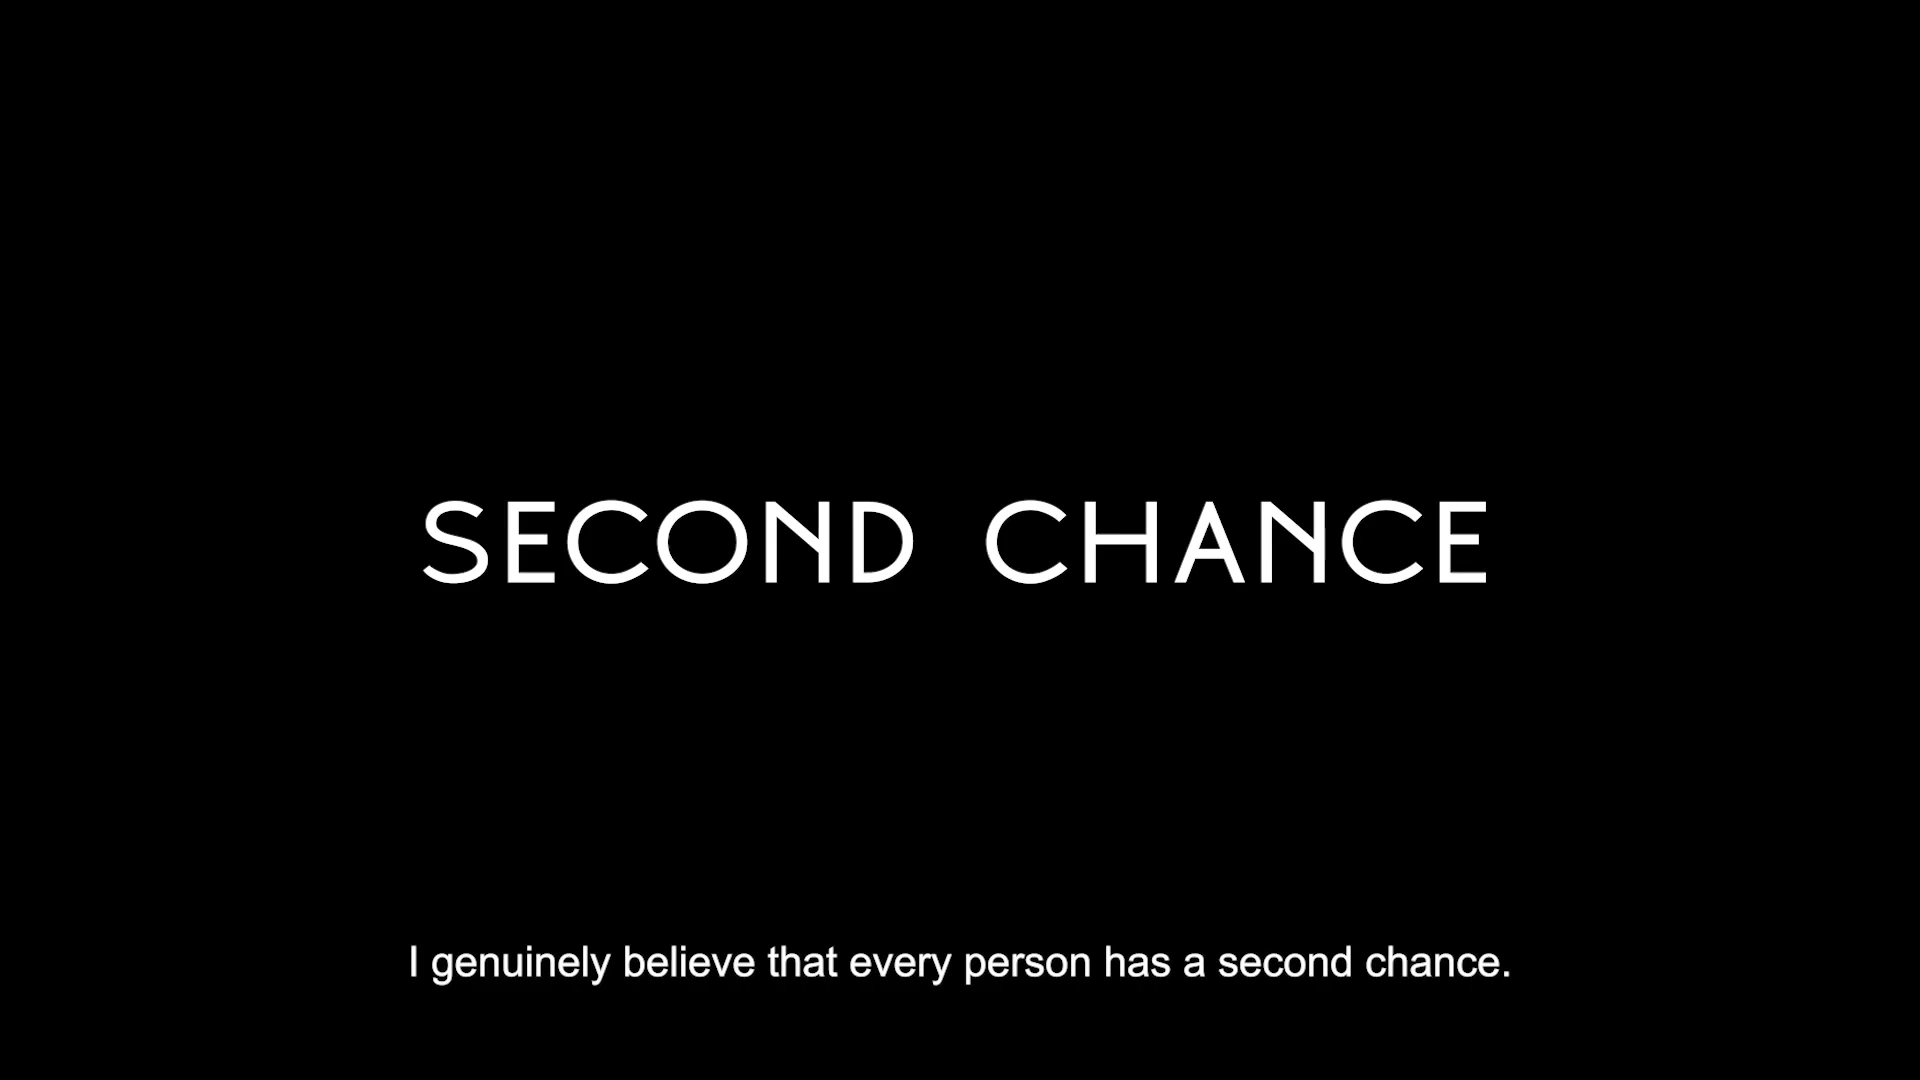 SECOND CHANCE
I genuinely believe that every person has a second chance.